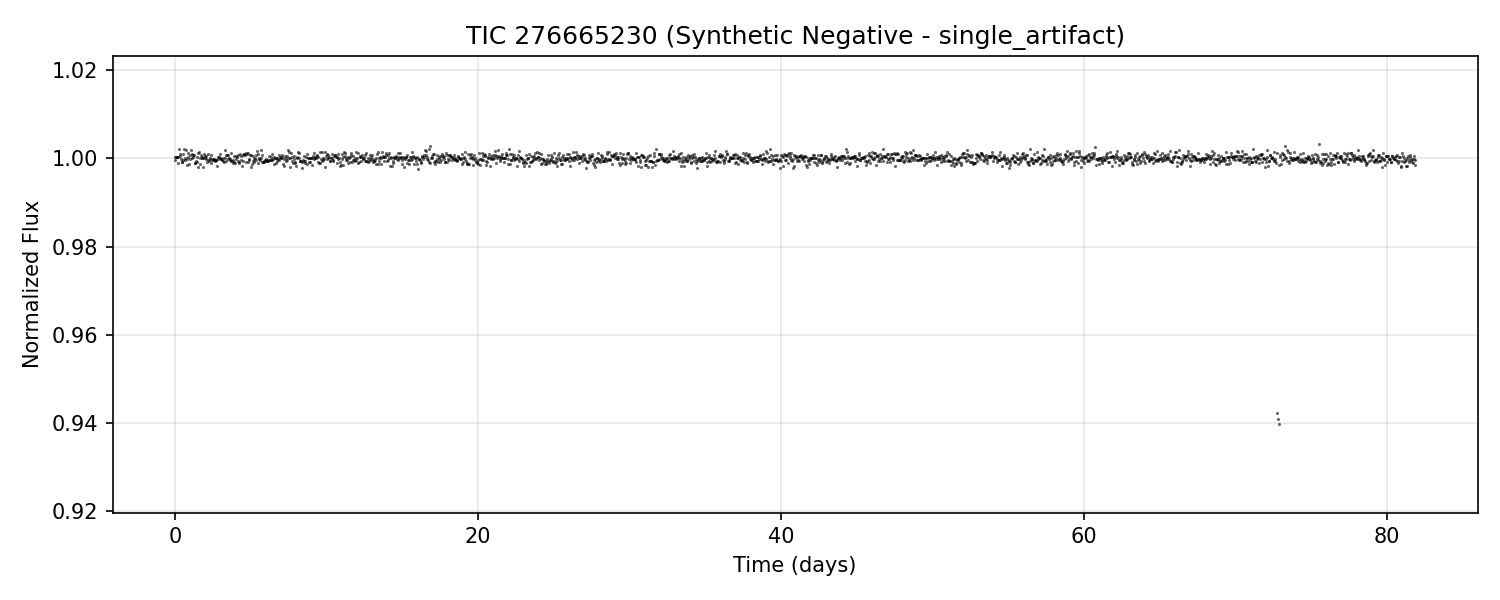 TIC 276665230 (Synthetic Negative - single_artifact)
1.02
1.00
0.98
0.96
0.94
0.92
Normalized Flux
0 20 40 60 80
Time (days)